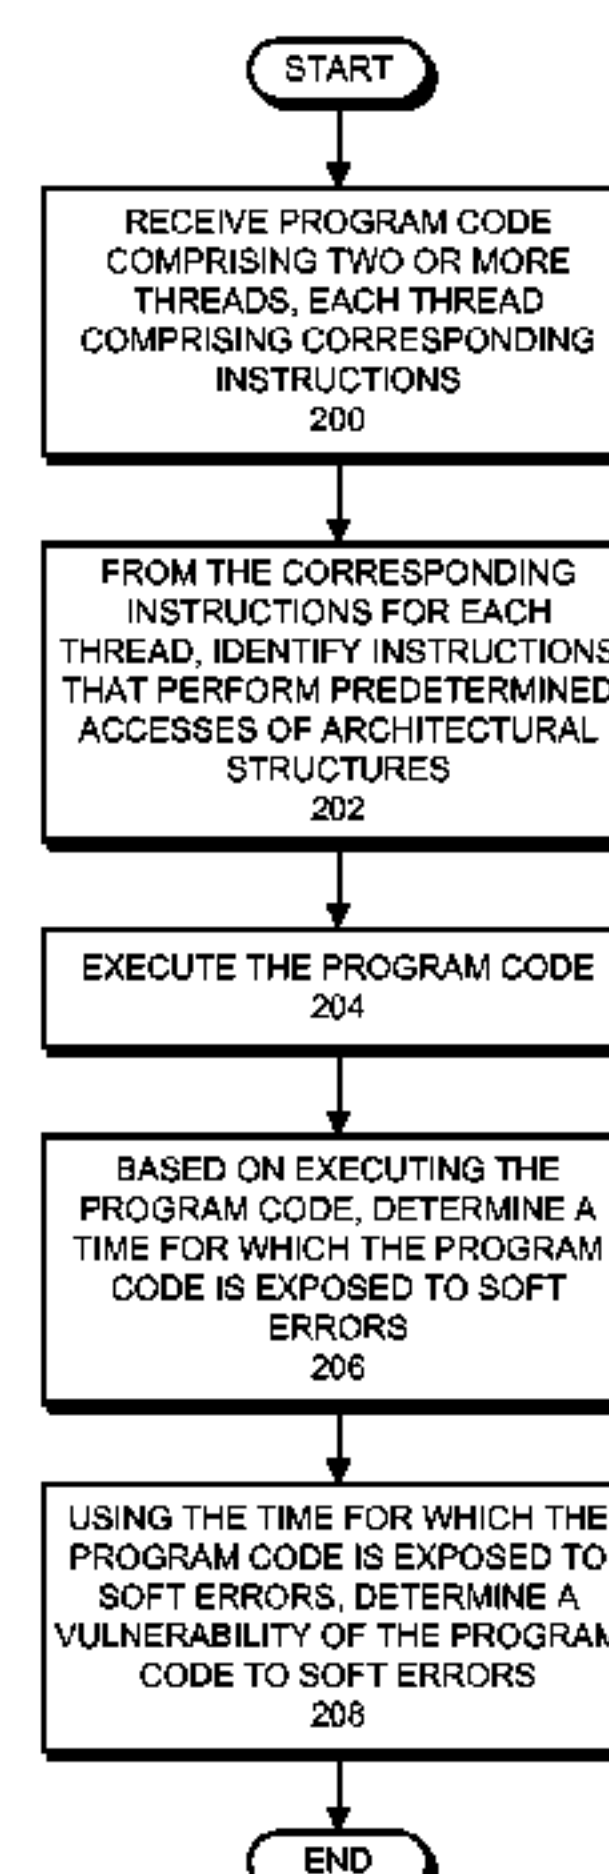 START
RECEIVE PROGRAM CODE
COMPRISING TWO OR MORE
THREADS, EACH THREAD
COMPRISING CORRESPONDING
INSTRUCTIONS
200
FROM THE CORRESPONDING
INSTRUCTIONS FOR EACH
THREAD, IDENTIFY INSTRUCTIONS
THAT PERFORM PREDETERMINED
ACCESSES OF ARCHITECTURAL
STRUCTURES
202
EXECUTE THE PROGRAM CODE
204
BASED ON EXECUTING THE
PROGRAM CODE, DETERMINE A
TIME FOR WHICH THE PROGRAM
CODE IS EXPOSED TO SOFT
ERRORS
206
USING THE TIME FOR WHICH THE
PROGRAM CODE IS EXPOSED TO
SOFT ERRORS, DETERMINE A
VULNERABILITY OF THE PROGRAM
CODE TO SOFT ERRORS
208
END